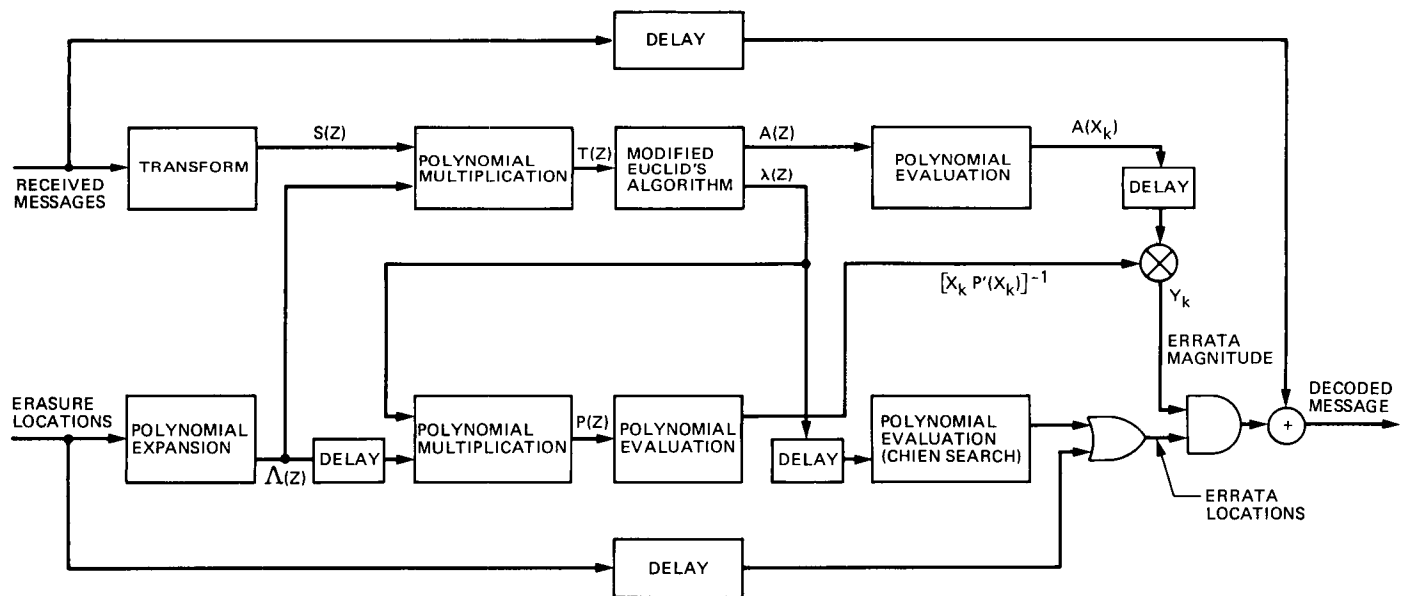 DELAY
RECEIVED
MESSAGES
TRANSFORM
S(Z)
POLYNOMIAL
MULTIPLICATION
T(Z)
MODIFIED
EUCLID'S
ALGORITHM
A(Z)
λ(Z)
POLYNOMIAL
EVALUATION
A(X_k)
DELAY
[X_k P'(X_k)]^-1
Y_k
ERRATA
MAGNITUDE
DECODED
MESSAGE
+
ERASURE
LOCATIONS
POLYNOMIAL
EXPANSION
Λ(Z)
DELAY
POLYNOMIAL
MULTIPLICATION
P(Z)
POLYNOMIAL
EVALUATION
DELAY
POLYNOMIAL
EVALUATION
(CHIEN SEARCH)
ERRATA
LOCATIONS
DELAY